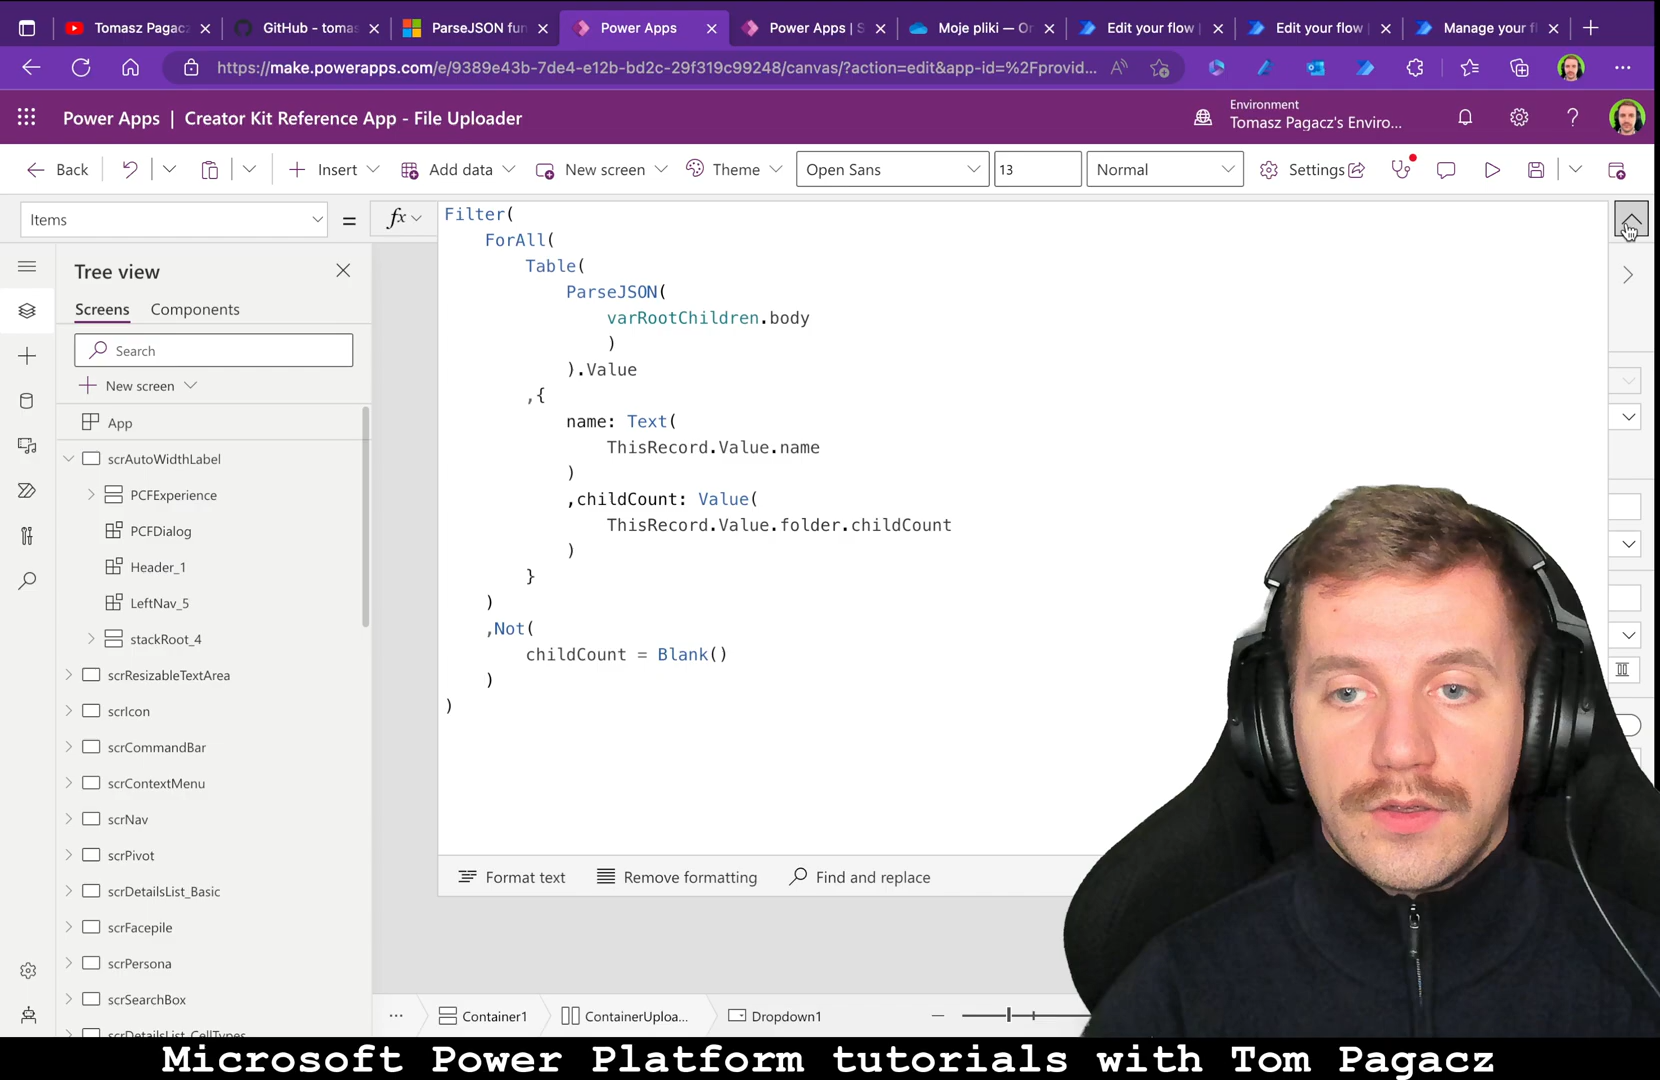 Tomasz Pagac
GitHub - tomas
ParseJSON fun
Power Apps
Power Apps | S
Moje pliki — On
Edit your flow |
Edit your flow |
Manage your fl
https://make.powerapps.com/e/9389e43b-7de4-e12b-bd2c-29f319c99248/canvas/?action=edit&app-id=%2Fprovid...
Power Apps | Creator Kit Reference App - File Uploader
Environment
Tomasz Pagacz's Enviro...
Back
Insert
Add data
New screen
Theme
Open Sans
13
Normal
Settings
Items
=
fx
Tree view
Screens
Components
Search
New screen
App
scrAutoWidthLabel
PCFExperience
PCFDialog
Header_1
LeftNav_5
stackRoot_4
scrResizableTextArea
scrIcon
scrCommandBar
scrContextMenu
scrNav
scrPivot
scrDetailsList_Basic
scrFacepile
scrPersona
scrSearchBox
scrDetailsList_CellTypes
Filter(
ForAll(
Table(
ParseJSON(
varRootChildren.body
)
).Value
,{
name: Text(
ThisRecord.Value.name
)
,childCount: Value(
ThisRecord.Value.folder.childCount
)
}
)
,Not(
childCount = Blank()
)
)
Format text
Remove formatting
Find and replace
...
Container1
ContainerUploa...
Dropdown1
Microsoft Power Platform tutorials with Tom Pagacz